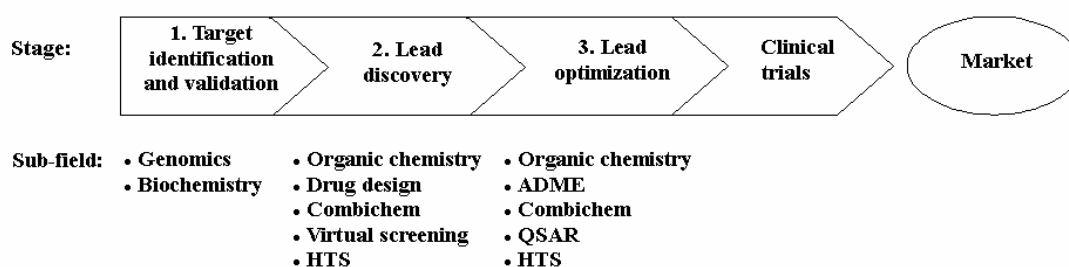 Stage:
1. Target
identification
and validation
2. Lead
discovery
3. Lead
optimization
Clinical
trials
Market
Sub-field:
• Genomics
• Biochemistry
• Organic chemistry
• Drug design
• Combichem
• Virtual screening
• HTS
• Organic chemistry
• ADME
• Combichem
• QSAR
• HTS